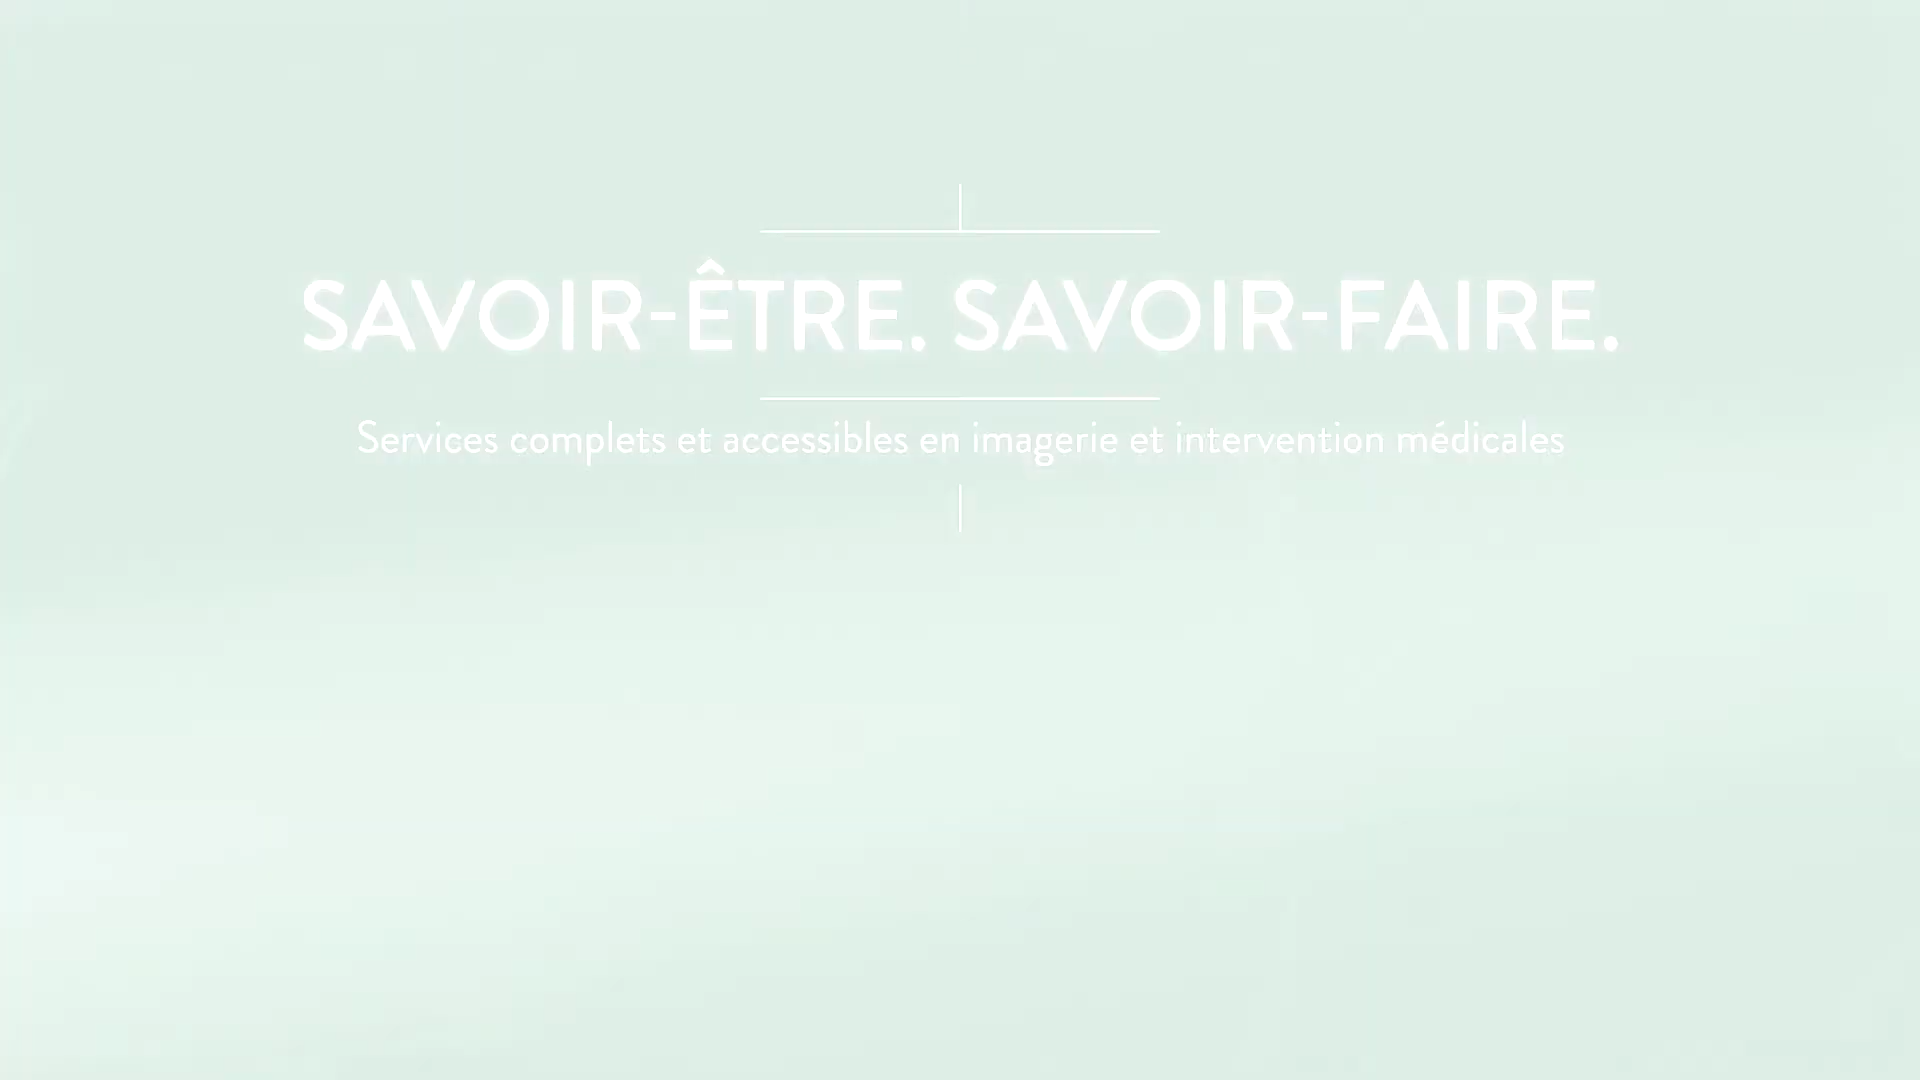 SAVOIR-ÊTRE. SAVOIR-FAIRE.
Services complets et accessibles en imagerie et intervention médicales